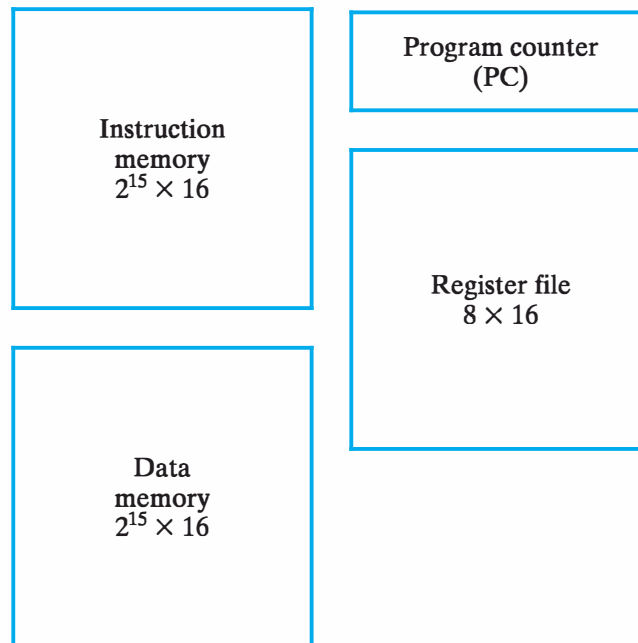 Instruction
memory
2¹⁵ × 16
Program counter
(PC)
Register file
8 × 16
Data
memory
2¹⁵ × 16